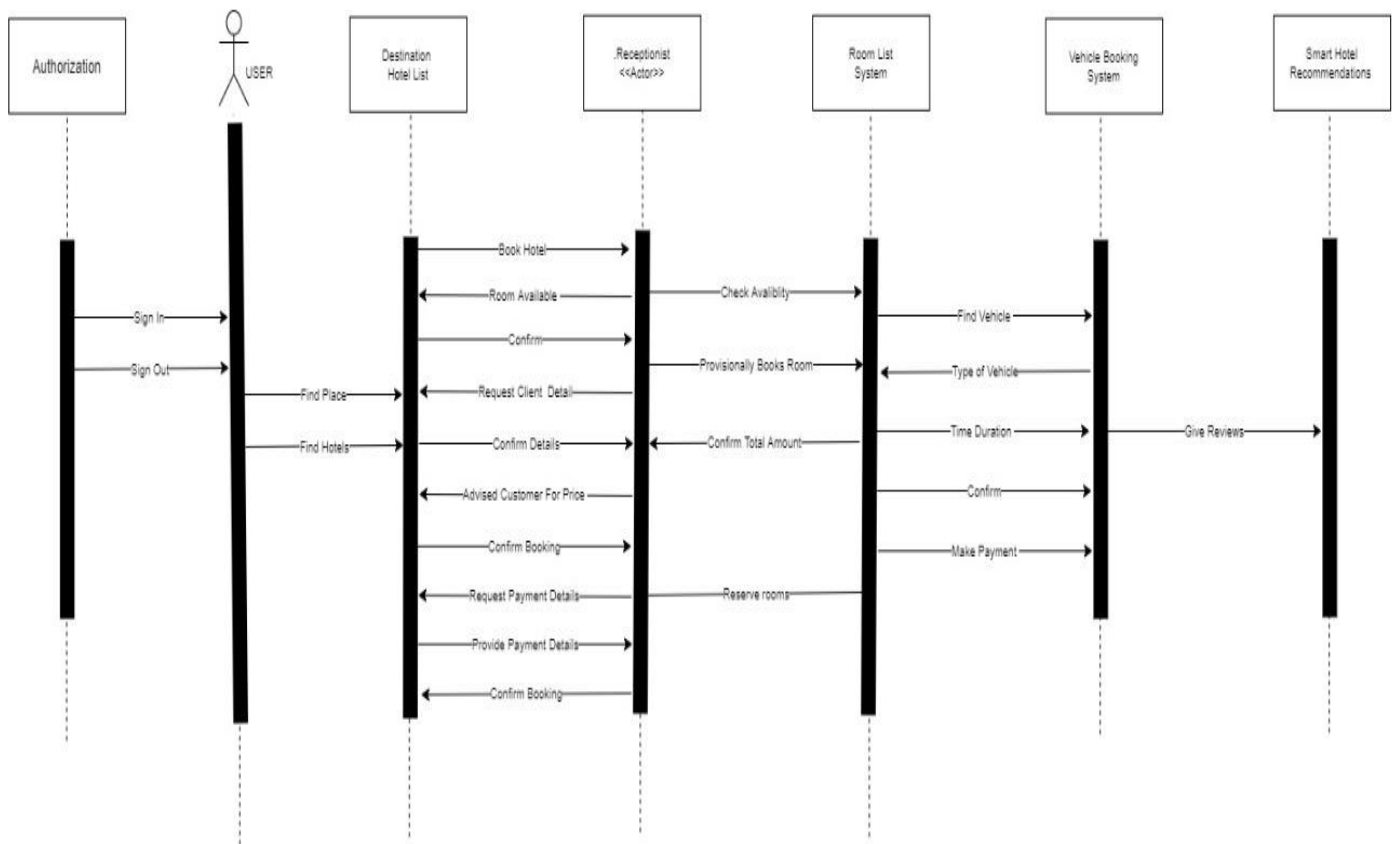 Authorization
USER
Destination
Hotel List
.Receptionist
<<Actor>>
Room List
System
Vehicle Booking
System
Smart Hotel
Recommendations
Book Hotel
Room Available
Check Avaliblity
Sign In
Find Vehicle
Confirm
Sign Out
Provisionally Books Room
Type of Vehicle
Find Place
Request Client Detail
Find Hotels
Confirm Details
Confirm Total Amount
Time Duration
Give Reviews
Advised Customer For Price
Confirm
Confirm Booking
Make Payment
Request Payment Details
Reserve rooms
Provide Payment Details
Confirm Booking